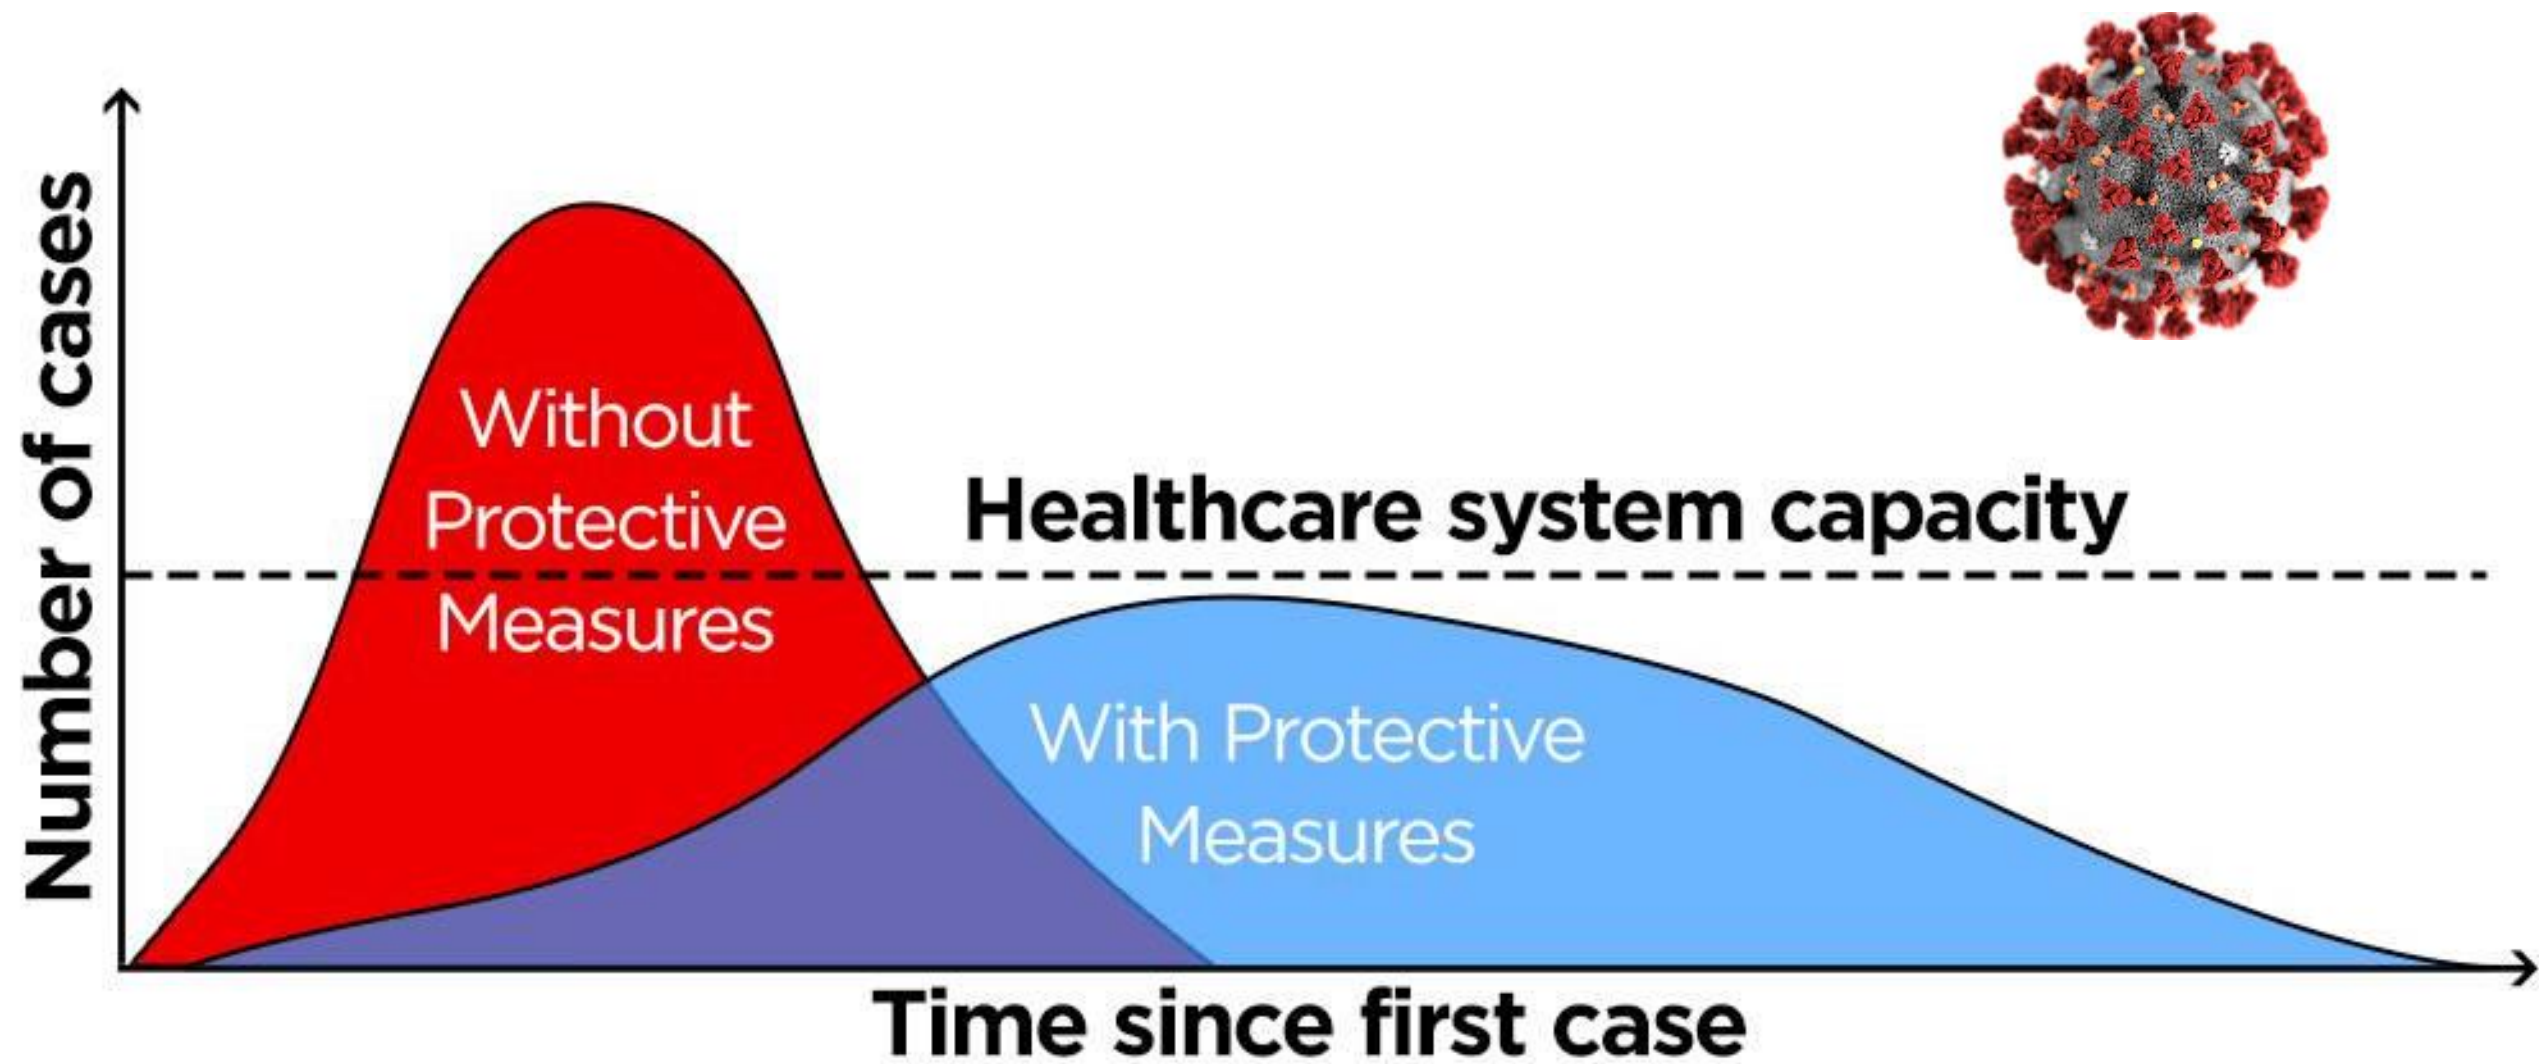 Number of cases
Without
Protective
Measures
Healthcare system capacity
With Protective
Measures
Time since first case